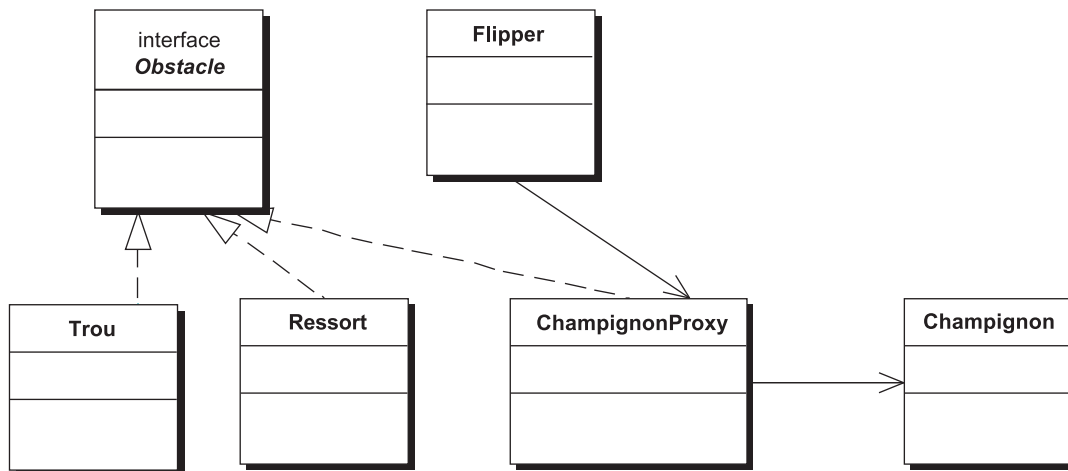 interface
Obstacle
Flipper
Trou
Ressort
ChampignonProxy
Champignon